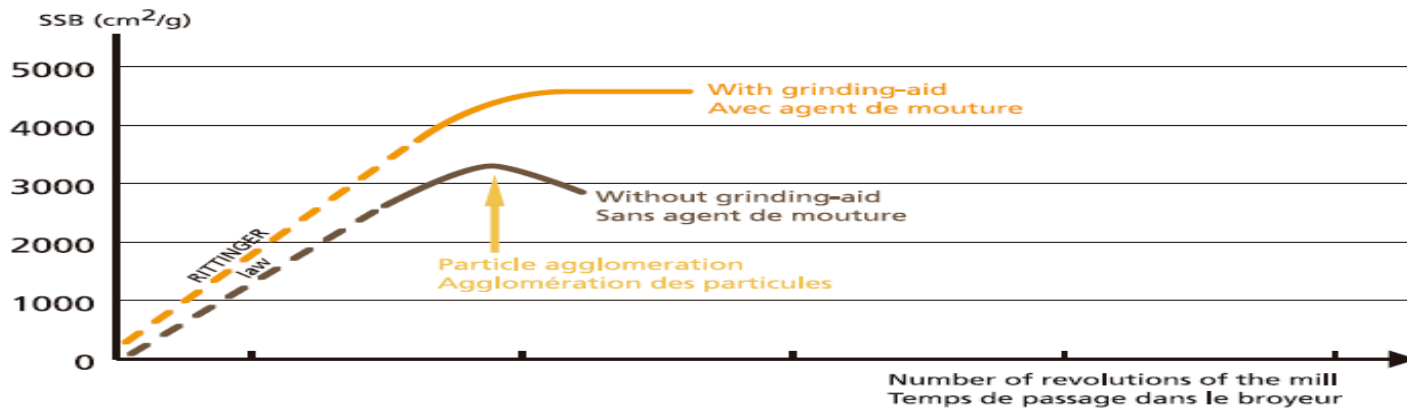 SSB (cm²/g)
5000
With grinding-aid
Avec agent de mouture
4000
3000
Without grinding-aid
Sans agent de mouture
2000
RITTINGER
law
Particle agglomeration
Agglomération des particules
1000
0
Number of revolutions of the mill
Temps de passage dans le broyeur